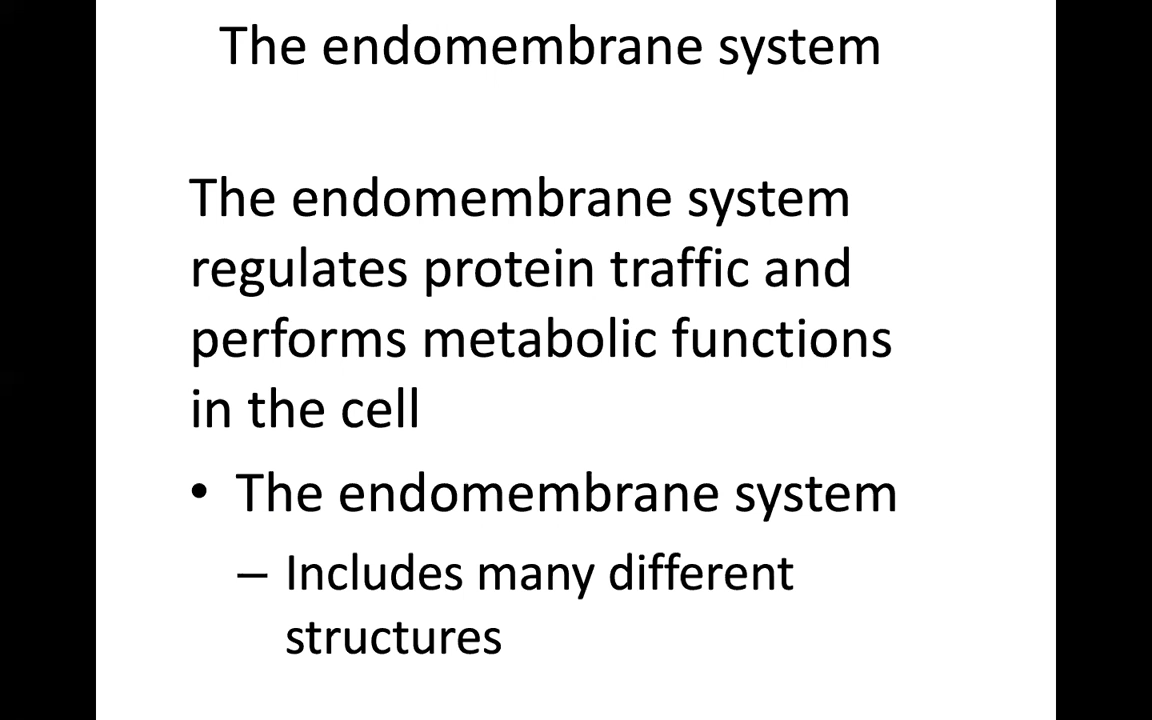 The endomembrane system
The endomembrane system
regulates protein traffic and
performs metabolic functions
in the cell
• The endomembrane system
– Includes many different
structures